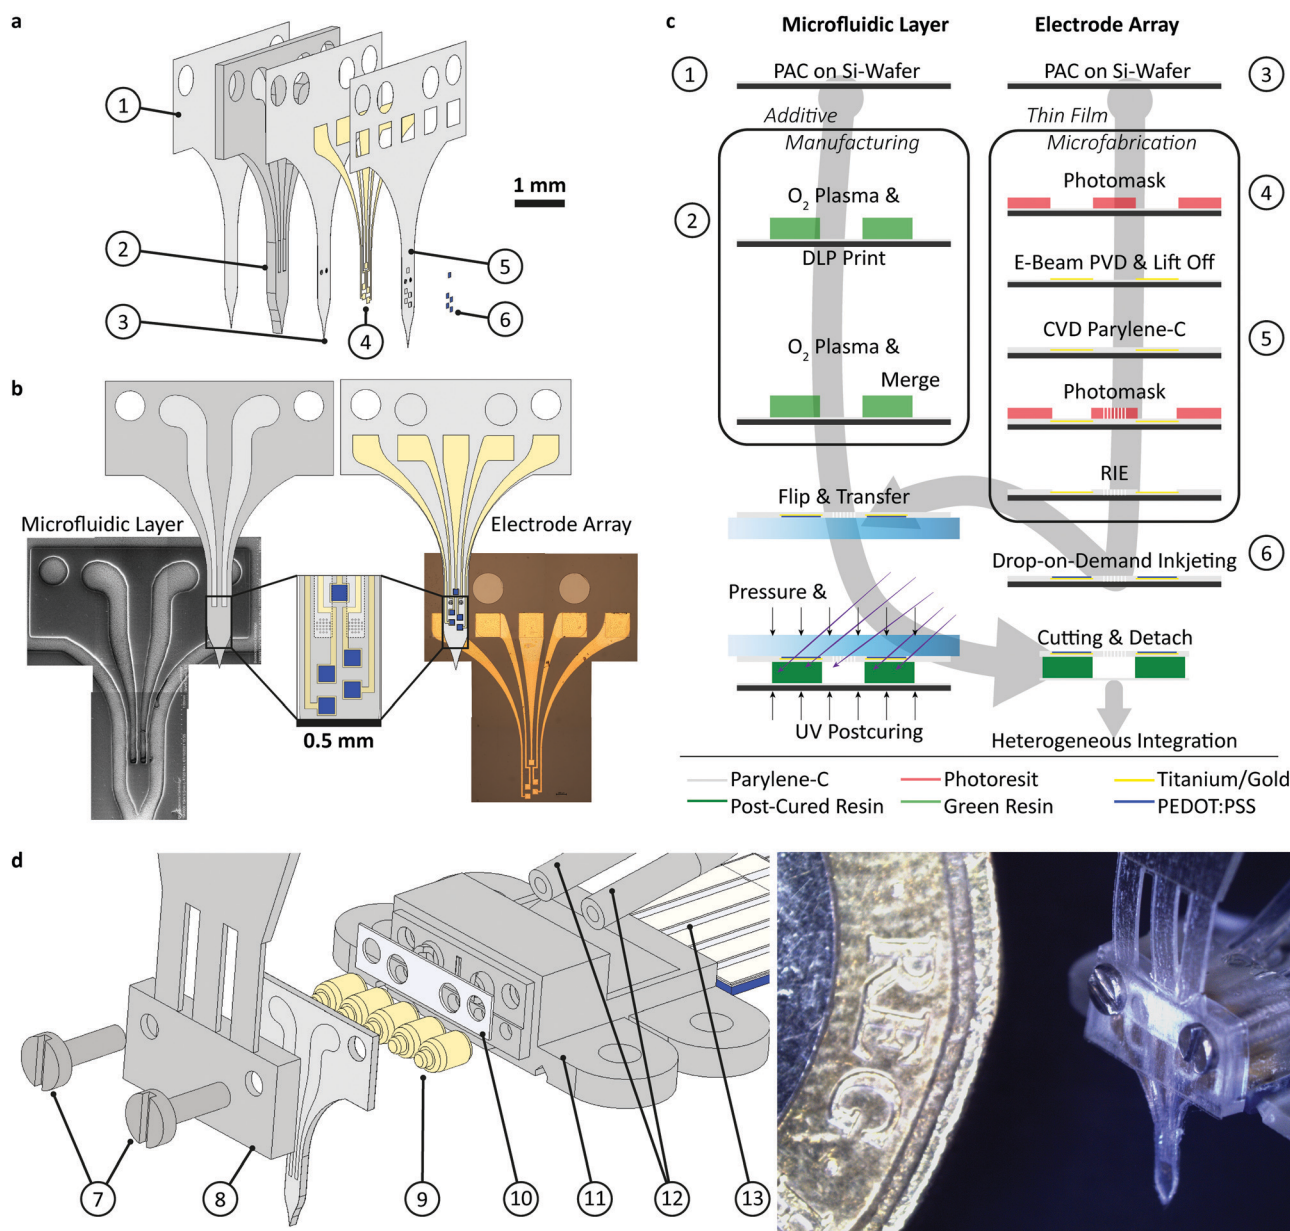 a
1
2
3
4
5
6
1 mm
b
Microfluidic Layer
Electrode Array
0.5 mm
c
Microfluidic Layer
Electrode Array
1
PAC on Si-Wafer
PAC on Si-Wafer
3
Additive
Manufacturing
Thin Film
Microfabrication
2
O2 Plasma &
DLP Print
O2 Plasma &
Merge
Photomask
4
E-Beam PVD & Lift Off
CVD Parylene-C
5
Photomask
RIE
Flip & Transfer
Drop-on-Demand Inkjeting
6
Pressure &
UV Postcuring
Cutting & Detach
Heterogeneous Integration
Parylene-C
Photoresit
Titanium/Gold
Post-Cured Resin
Green Resin
PEDOT:PSS
d
7
8
9
10
11
12
13